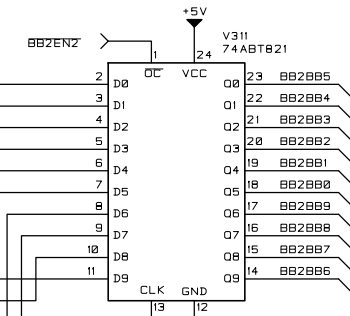 +5V
V311
74ABT821
BB2EN2
1
24
OC VCC
2 D0 Q0 23 BB2BB5
3 D1 Q1 22 BB2BB4
4 D2 Q2 21 BB2BB3
5 D3 Q3 20 BB2BB2
6 D4 Q4 19 BB2BB1
7 D5 Q5 18 BB2BB0
8 D6 Q6 17 BB2BB9
9 D7 Q7 16 BB2BB8
10 D8 Q8 15 BB2BB7
11 D9 Q9 14 BB2BB6
CLK GND
13 12